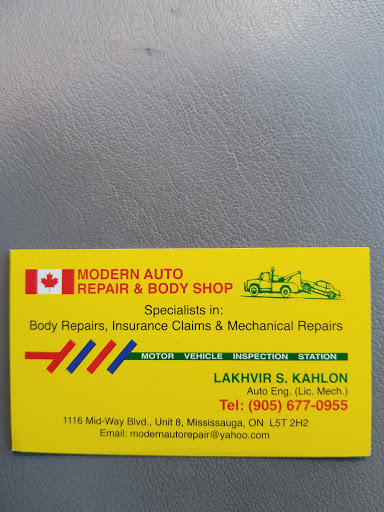 MODERN AUTO
REPAIR & BODY SHOP
Specialists in:
Body Repairs, Insurance Claims & Mechanical Repairs
MOTOR VEHICLE INSPECTION STATION
LAKHVIR S. KAHLON
Auto Eng. (Lic. Mech.)
Tel: (905) 677-0955
1116 Mid-Way Blvd., Unit 8, Mississauga, ON L5T 2H2
Email: modernautorepair@yahoo.com